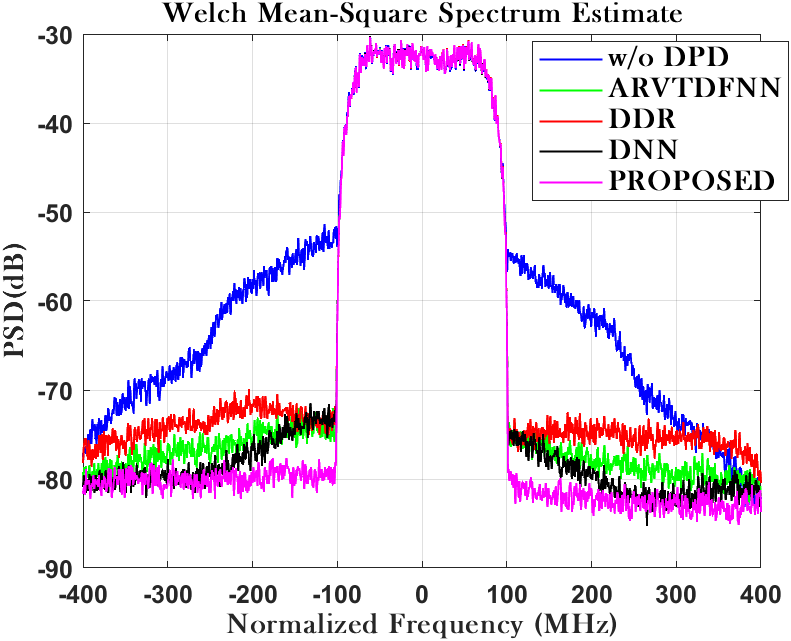 Welch Mean-Square Spectrum Estimate
-30
-40
-50
-60
-70
-80
-90
PSD(dB)
w/o DPD
ARVTDFNN
DDR
DNN
PROPOSED
-400 -300 -200 -100 0 100 200 300 400
Normalized Frequency (MHz)